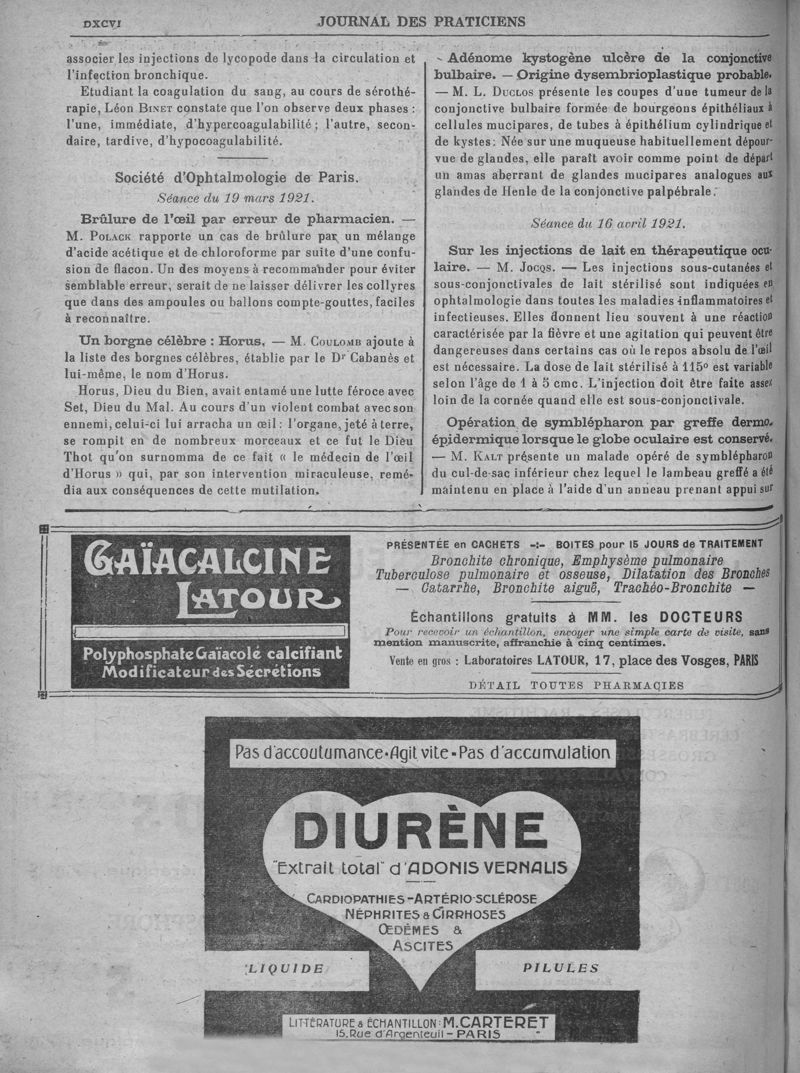 DXCVI
JOURNAL DES PRATICIENS
associer les injections de lycopode dans la circulation et
l'infection bronchique.
Etudiant la coagulation du sang, au cours de sérothé-
rapie, Léon BINET constate que l'on observe deux phases :
l'une, immédiate, d'hypercoagulabilité ; l'autre, secon-
daire, tardive, d'hypocoagulabilité.
Société d'Ophtalmologie de Paris.
Séance du 19 mars 1921.
Brûlure de l'œil par erreur de pharmacien. —
M. POLACK rapporte un cas de brûlure par un mélange
d'acide acétique et de chloroforme par suite d'une confu-
sion de flacon. Un des moyens à recommander pour éviter
semblable erreur, serait de ne laisser délivrer les collyres
que dans des ampoules ou ballons compte-gouttes, faciles
à reconnaître.
Un borgne célèbre : Horus. — M. COULOMB ajoute à
la liste des borgnes célèbres, établie par le Dr Cabanès et
lui-même, le nom d'Horus.
Horus, Dieu du Bien, avait entamé une lutte féroce avec
Set, Dieu du Mal. Au cours d'un violent combat avec son
ennemi, celui-ci lui arracha un œil : l'organe, jeté à terre,
se rompit en de nombreux morceaux et ce fut le Dieu
Thot qu'on surnomma de ce fait « le médecin de l'œil
d'Horus » qui, par son intervention miraculeuse, remé-
dia aux conséquences de cette mutilation.
Adénome kystogène ulcère de la conjonctive
bulbaire. — Origine dysembrioplastique probable.
— M. L. DUCLOS présente les coupes d'une tumeur de la
conjonctive bulbaire formée de bourgeons épithéliaux à
cellules mucipares, de tubes à épithélium cylindrique et
de kystes: Née sur une muqueuse habituellement dépour-
vue de glandes, elle paraît avoir comme point de départ
un amas aberrant de glandes mucipares analogues aux
glandes de Henle de la conjonctive palpébrale.
Séance du 16 avril 1921.
Sur les injections de lait en thérapeutique ocu-
laire. — M. JOCQS. — Les injections sous-cutanées et
sous-conjonctivales de lait stérilisé sont indiquées en
ophtalmologie dans toutes les maladies inflammatoires et
infectieuses. Elles donnent lieu souvent à une réaction
caractérisée par la fièvre et une agitation qui peuvent être
dangereuses dans certains cas où le repos absolu de l'œil
est nécessaire. La dose de lait stérilisé à 115° est variable
selon l'âge de 1 à 5 cmc. L'injection doit être faite assez
loin de la cornée quand elle est sous-conjonctivale.
Opération de symblépharon par greffe dermo-
épidermique lorsque le globe oculaire est conservé.
— M. KALT présente un malade opéré de symblépharon
du cul-de-sac inférieur chez lequel le lambeau greffé a été
maintenu en place à l'aide d'un anneau prenant appui sur
GAÏACALCINE
LATOUR
Polyphosphate Gaïacolé calcifiant
Modificateur des Sécrétions
PRÉSENTÉE en CACHETS -:- BOITES pour 15 JOURS de TRAITEMENT
Bronchite chronique, Emphysème pulmonaire
Tuberculose pulmonaire et osseuse, Dilatation des Bronches
— Catarrhe, Bronchite aiguë, Trachéo-Bronchite —
Échantillons gratuits à MM. les DOCTEURS
Pour recevoir un échantillon, envoyer une simple carte de visite, sans
mention manuscrite, affranchie à cinq centimes.
Vente en gros : Laboratoires LATOUR, 17, place des Vosges, PARIS
DÉTAIL TOUTES PHARMACIES
Pas d'accoutumance • Agit vite • Pas d'accumulation
DIURÈNE
"Extrait total" d'ADONIS VERNALIS
CARDIOPATHIES - ARTÉRIO-SCLÉROSE
NÉPHRITES & CIRRHOSES
ŒDÈMES &
ASCITES
LIQUIDE
PILULES
LITTÉRATURE & ÉCHANTILLON : M. CARTERET
15, Rue d'Argenteuil - PARIS